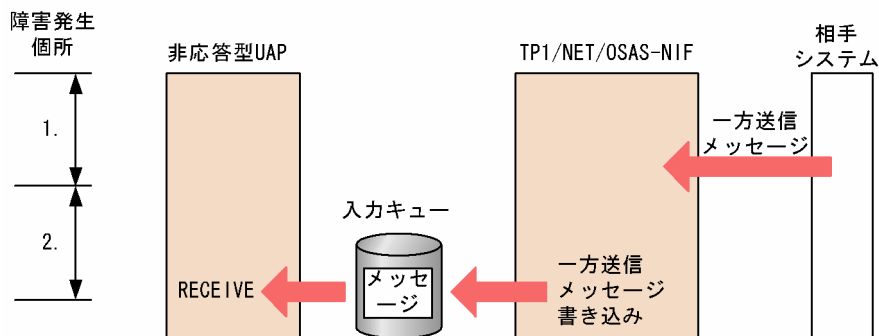 障害発生
個所
非応答型UAP
TP1/NET/OSAS-NIF
相手
システム
1.
一方送信
メッセージ
2.
入力キュー
RECEIVE
メッセ
ージ
一方送信
メッセージ
書き込み